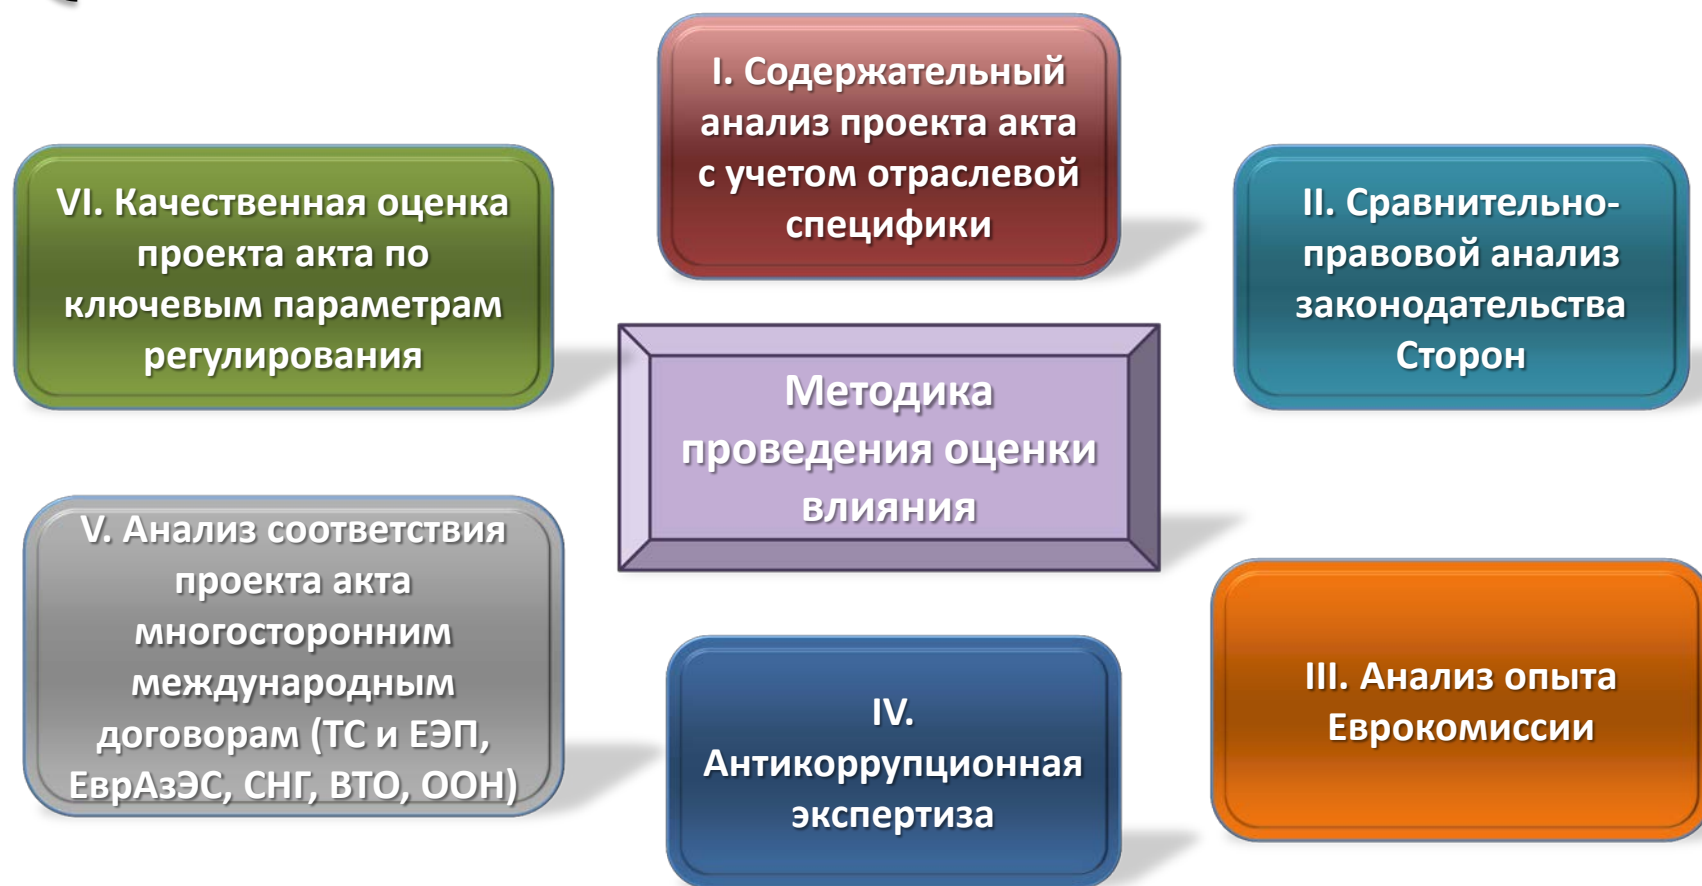 I. Содержательный
анализ проекта акта
с учетом отраслевой
специфики
II. Сравнительно-
правовой анализ
законодательства
Сторон
III. Анализ опыта
Еврокомиссии
IV.
Антикоррупционная
экспертиза
V. Анализ соответствия
проекта акта
многосторонним
международным
договорам (ТС и ЕЭП,
ЕврАзЭС, СНГ, ВТО, ООН)
VI. Качественная оценка
проекта акта по
ключевым параметрам
регулирования
Методика
проведения оценки
влияния